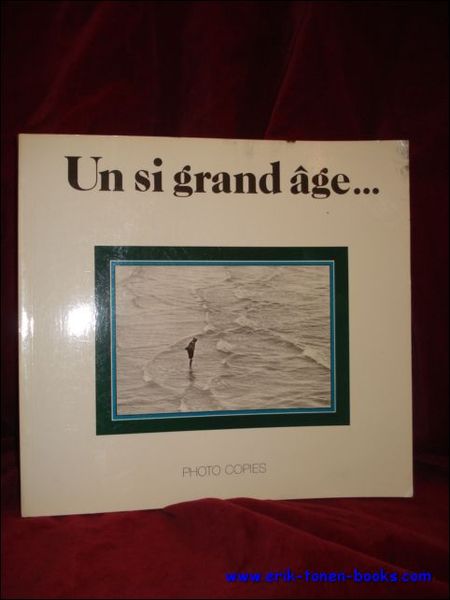 Un si grand âge...
PHOTO COPIES
www.erik-tonen-books.com